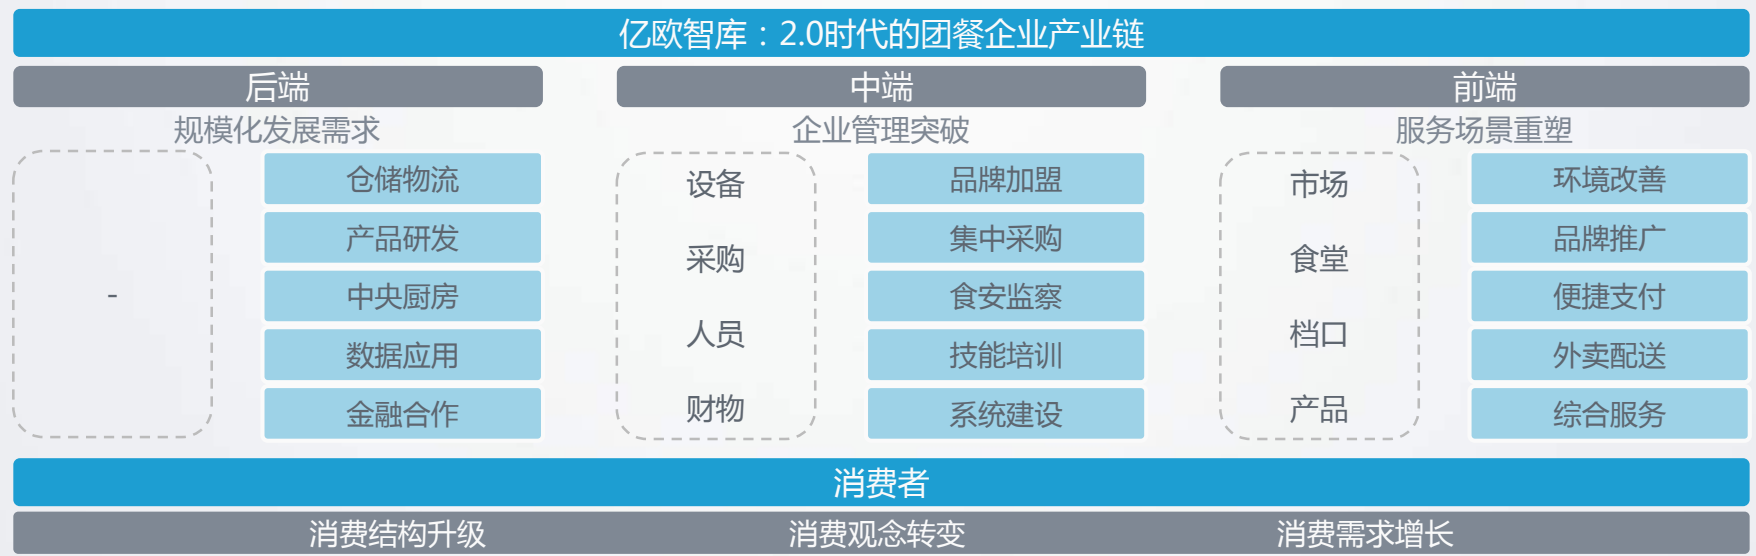 亿欧智库：2.0时代的团餐企业产业链
后端
规模化发展需求
-
仓储物流
产品研发
中央厨房
数据应用
金融合作
中端
企业管理突破
设备
采购
人员
财物
品牌加盟
集中采购
食安监察
技能培训
系统建设
前端
服务场景重塑
市场
食堂
档口
产品
环境改善
品牌推广
便捷支付
外卖配送
综合服务
消费者
消费结构升级
消费观念转变
消费需求增长